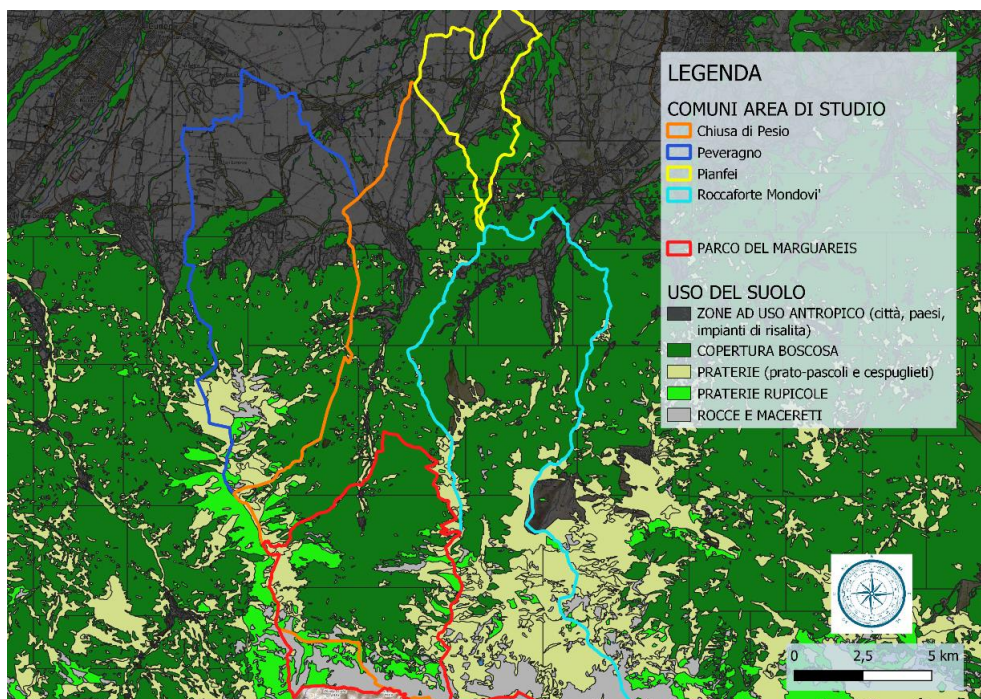 LEGENDA
COMUNI AREA DI STUDIO
Chiusa di Pesio
Peveragno
Pianfei
Roccaforte Mondovi'
PARCO DEL MARGUAREIS
USO DEL SUOLO
ZONE AD USO ANTROPICO (città, paesi,
impianti di risalita)
COPERTURA BOSCOSA
PRATERIE (prato-pascoli e cespuglieti)
PRATERIE RUPICOLE
ROCCE E MACERETI
0 2,5 5 km